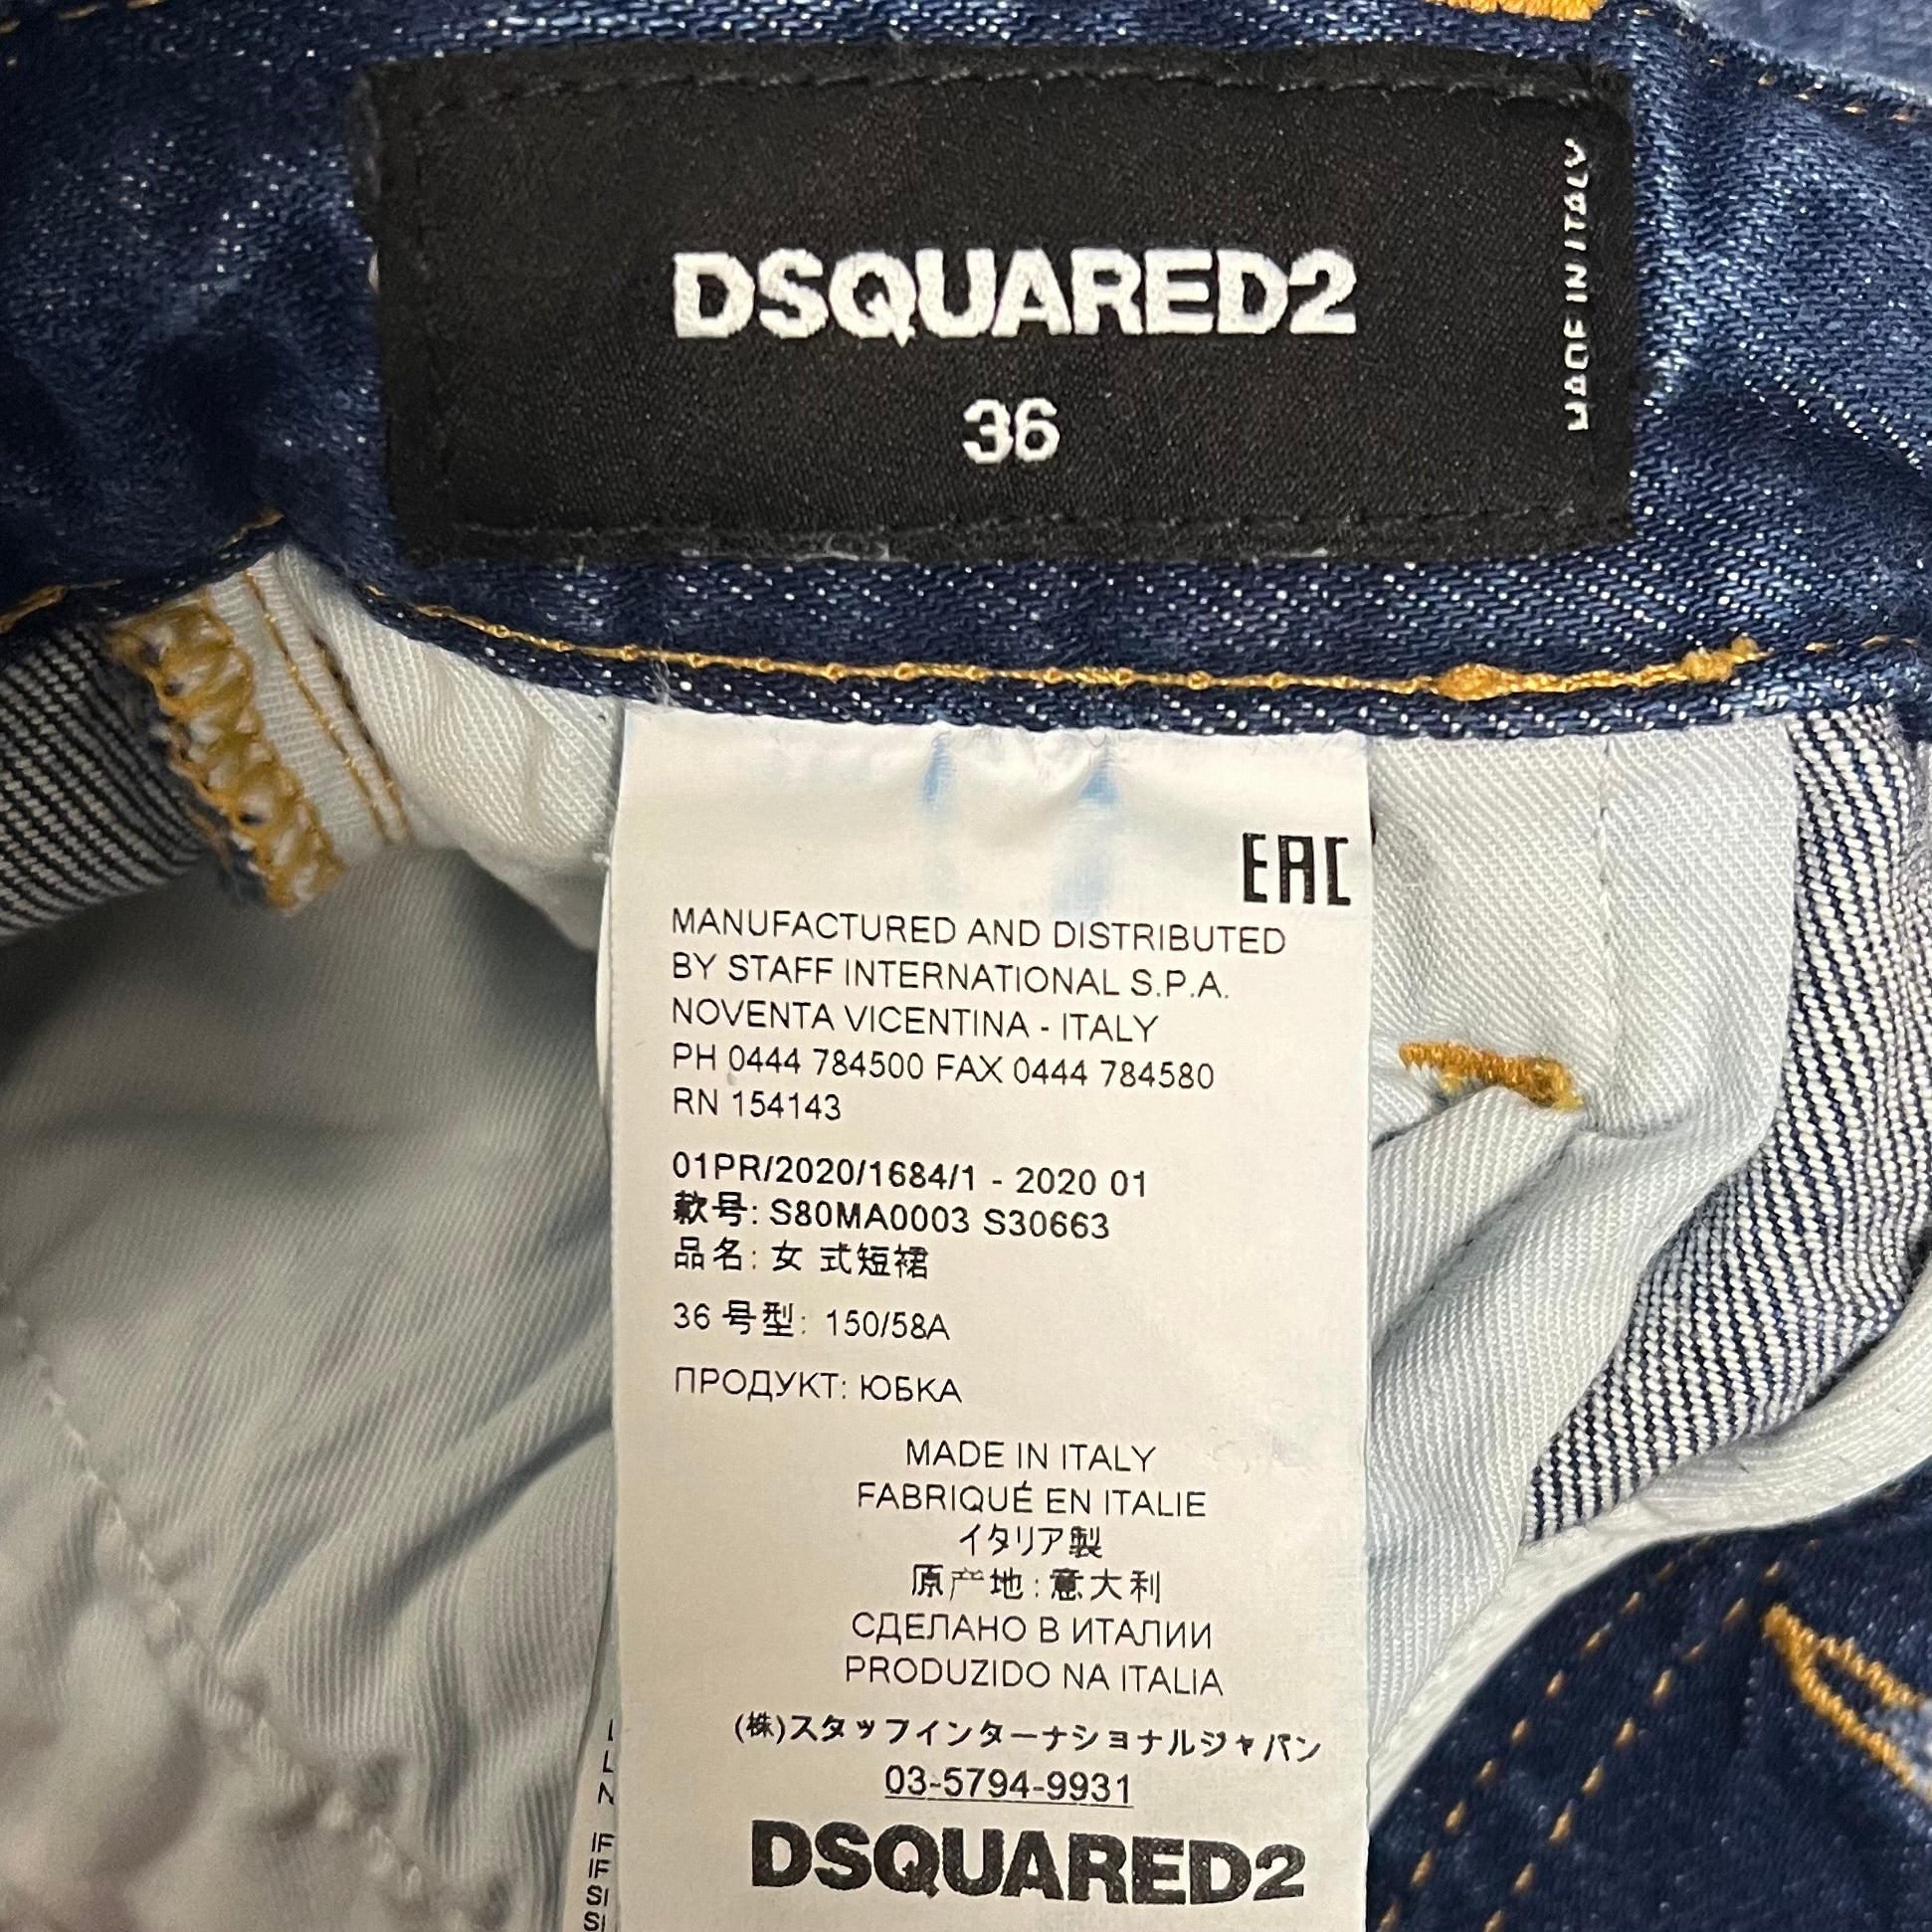 DSQUARED2
36
MADE IN ITALY
EAC
MANUFACTURED AND DISTRIBUTED
BY STAFF INTERNATIONAL S.P.A.
NOVENTA VICENTINA - ITALY
PH 0444 784500 FAX 0444 784580
RN 154143
01PR/2020/1684/1 - 2020 01
款号: S80MA0003 S30663
品名: 女 式短裙
36 号型: 150/58A
ПРОДУКТ: ЮБКА
MADE IN ITALY
FABRIQUÉ EN ITALIE
イタリア製
原产地: 意大利
СДЕЛАНО В ИТАЛИИ
PRODUZIDO NA ITALIA
(株)スタッフインターナショナルジャパン
03-5794-9931
DSQUARED2